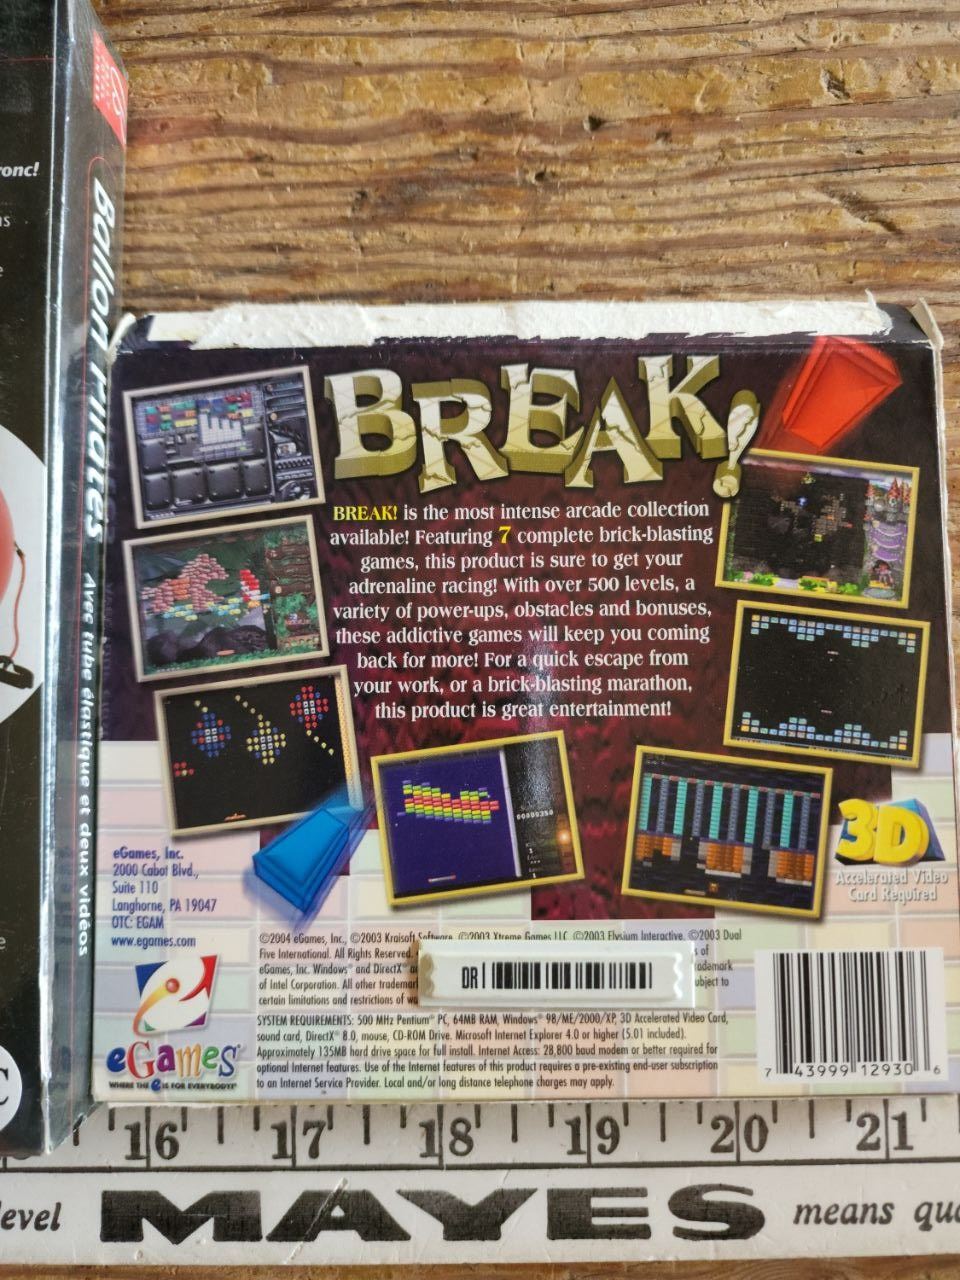 onc!
Ballon Pilates Avec tube élastique et deux vidéos
BREAK!
BREAK! is the most intense arcade collection
available! Featuring 7 complete brick-blasting
games, this product is sure to get your
adrenaline racing! With over 500 levels, a
variety of power-ups, obstacles and bonuses,
these addictive games will keep you coming
back for more! For a quick escape from
your work, or a brick-blasting marathon,
this product is great entertainment!
00000350
3D
Accelerated Video
Card Required
eGames, Inc.
2000 Cabot Blvd.,
Suite 110
Langhorne, PA 19047
OTC: EGAM
www.egames.com
eGames
WHERE THE e IS FOR EVERYBODY!®
©2004 eGames, Inc., ©2003 Kraisoft Software, ©2003 Xtreme Games LLC ©2003 Elysium Interactive, ©2003 Dual
Five International. All Rights Reserved. s of
eGames, Inc. Windows® and DirectX® ademark
of Intel Corporation. All other trademar ubject to
certain limitations and restrictions of wa
DR
SYSTEM REQUIREMENTS: 500 MHz Pentium® PC, 64MB RAM, Windows® 98/ME/2000/XP, 3D Accelerated Video Card,
sound card, DirectX® 8.0, mouse, CD-ROM Drive. Microsoft Internet Explorer 4.0 or higher (5.01 included).
Approximately 135MB hard drive space for full install. Internet Access: 28,800 baud modem or better required for
optional Internet features. Use of the Internet features of this product requires a pre-existing end-user subscription
to an Internet Service Provider. Local and/or long distance telephone charges may apply.
7 43999 12930 6
16 17 18 19 20 21
level MAYES means qua